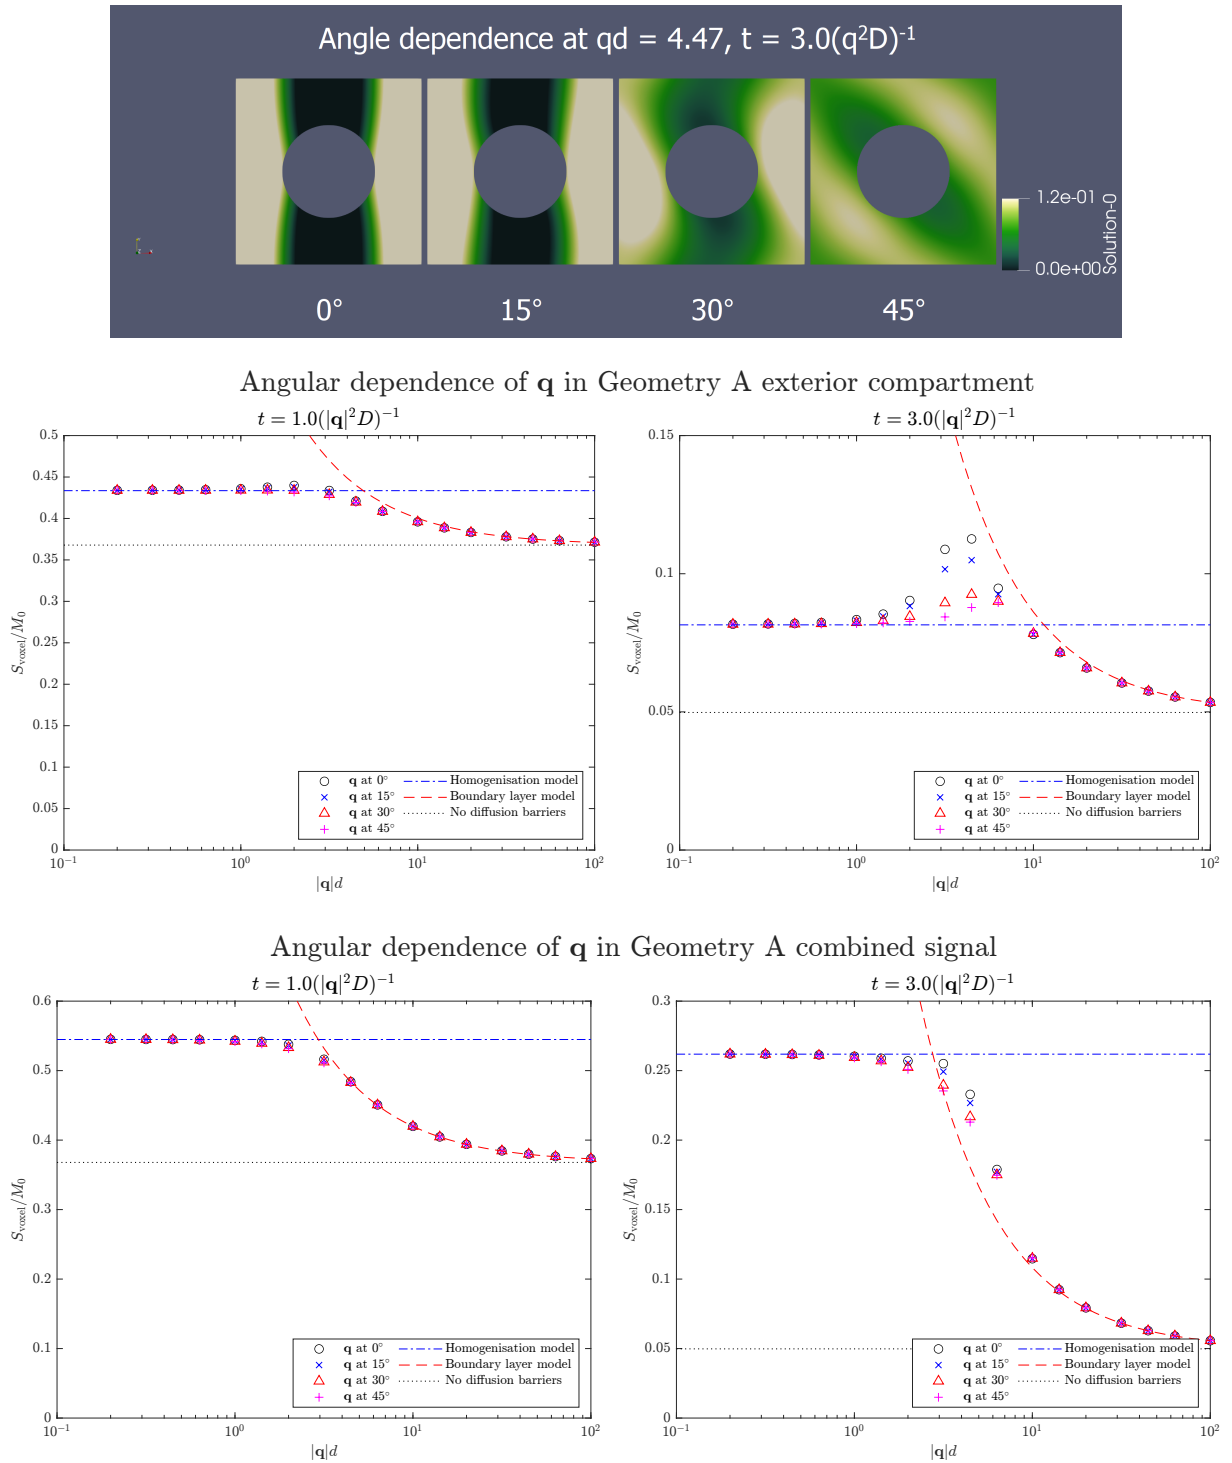 Angle dependence at qd = 4.47, t = 3.0(q²D)⁻¹
1.2e-01
Solution-0
0.0e+00
0° 15° 30° 45°
Angular dependence of q in Geometry A exterior compartment
t = 1.0(|q|²D)⁻¹
0.5
0.45
0.4
0.35
0.3
0.25
0.2
0.15
0.1
0.05
0
S_voxel/M₀
q at 0° Homogenisation model
q at 15° Boundary layer model
q at 30° No diffusion barriers
q at 45°
10⁻¹ 10⁰ 10¹ 10²
|q|d
t = 3.0(|q|²D)⁻¹
0.15
0.1
0.05
0
S_voxel/M₀
q at 0° Homogenisation model
q at 15° Boundary layer model
q at 30° No diffusion barriers
q at 45°
10⁻¹ 10⁰ 10¹ 10²
|q|d
Angular dependence of q in Geometry A combined signal
t = 1.0(|q|²D)⁻¹
0.6
0.5
0.4
0.3
0.2
0.1
0
S_voxel/M₀
q at 0° Homogenisation model
q at 15° Boundary layer model
q at 30° No diffusion barriers
q at 45°
10⁻¹ 10⁰ 10¹ 10²
|q|d
t = 3.0(|q|²D)⁻¹
0.3
0.25
0.2
0.15
0.1
0.05
0
S_voxel/M₀
q at 0° Homogenisation model
q at 15° Boundary layer model
q at 30° No diffusion barriers
q at 45°
10⁻¹ 10⁰ 10¹ 10²
|q|d